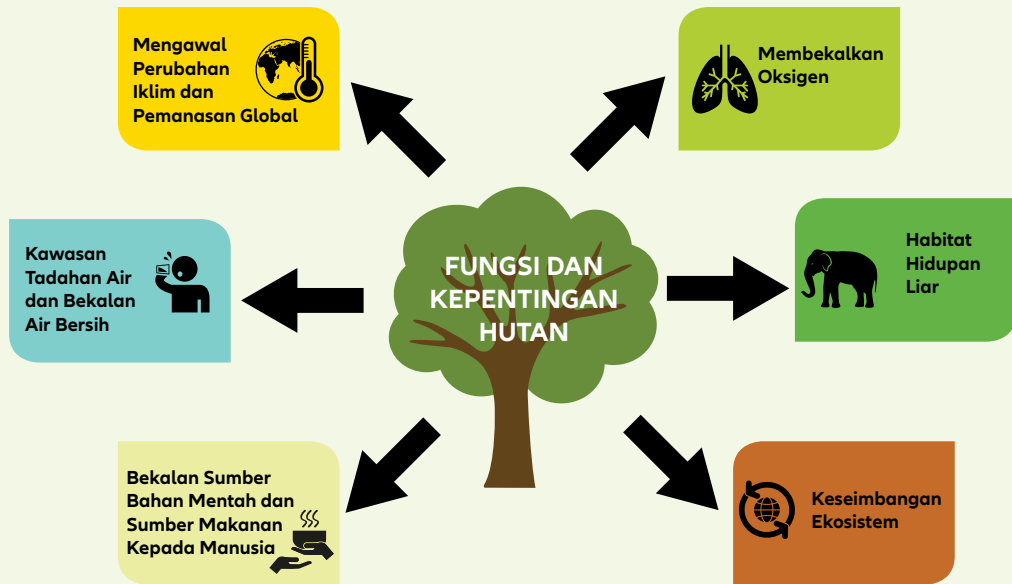 Mengawal
Perubahan
Iklim dan
Pemanasan Global
Membekalkan
Oksigen
Kawasan
Tadahan Air
dan Bekalan
Air Bersih
FUNGSI DAN
KEPENTINGAN
HUTAN
Habitat
Hidupan
Liar
Bekalan Sumber
Bahan Mentah dan
Sumber Makanan
Kepada Manusia
Keseimbangan
Ekosistem